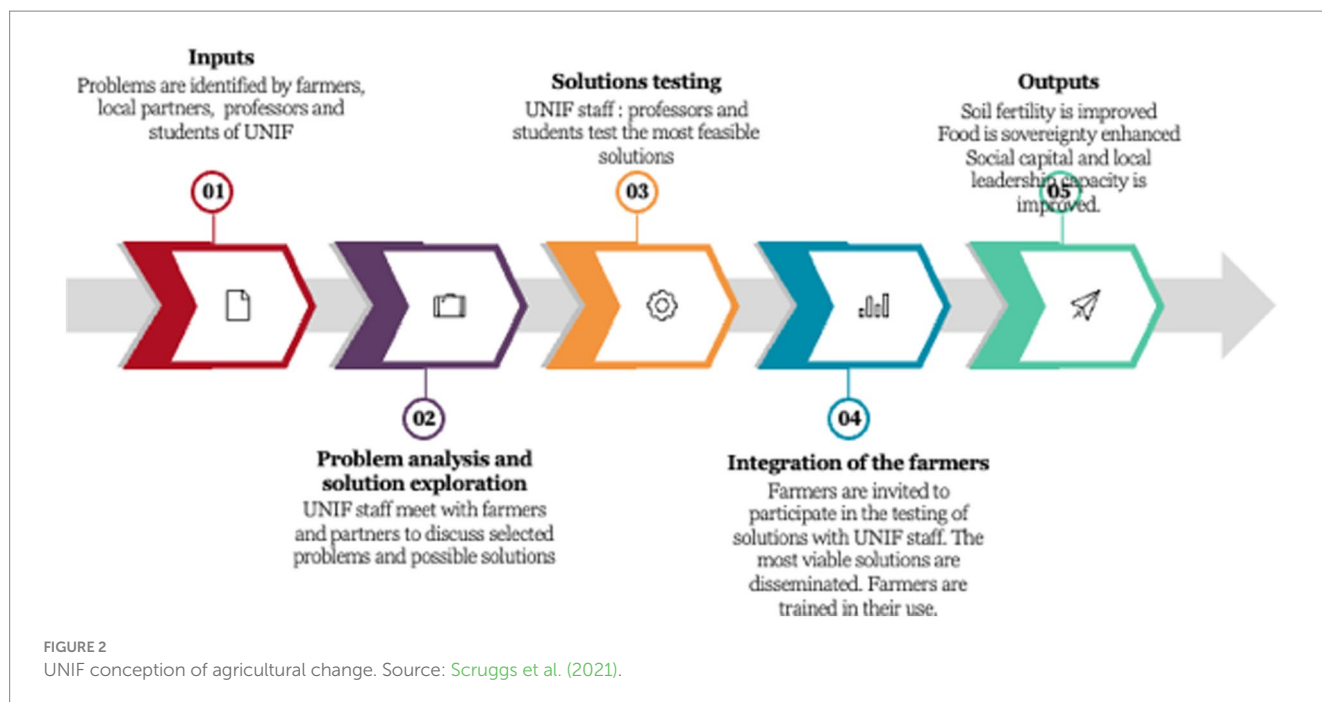 Inputs
Problems are identified by farmers,
local partners, professors and
students of UNIF
01
Problem analysis and
solution exploration
UNIF staff meet with farmers
and partners to discuss selected
problems and possible solutions
02
Solutions testing
UNIF staff : professors and
students test the most feasible
solutions
03
Integration of the farmers
Farmers are invited to
participate in the testing of
solutions with UNIF staff. The
most viable solutions are
disseminated. Farmers are
trained in their use.
04
Outputs
Soil fertility is improved
Food is sovereignty enhanced
Social capital and local
leadership capacity is
improved.
05
FIGURE 2
UNIF conception of agricultural change. Source: Scruggs et al. (2021).